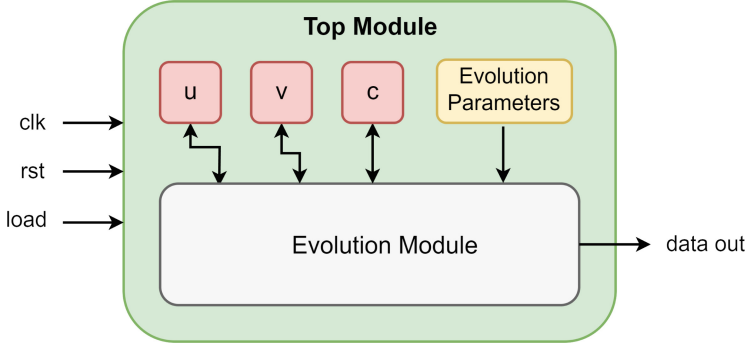 Top Module
u
v
c
Evolution
Parameters
clk
rst
load
Evolution Module
data out